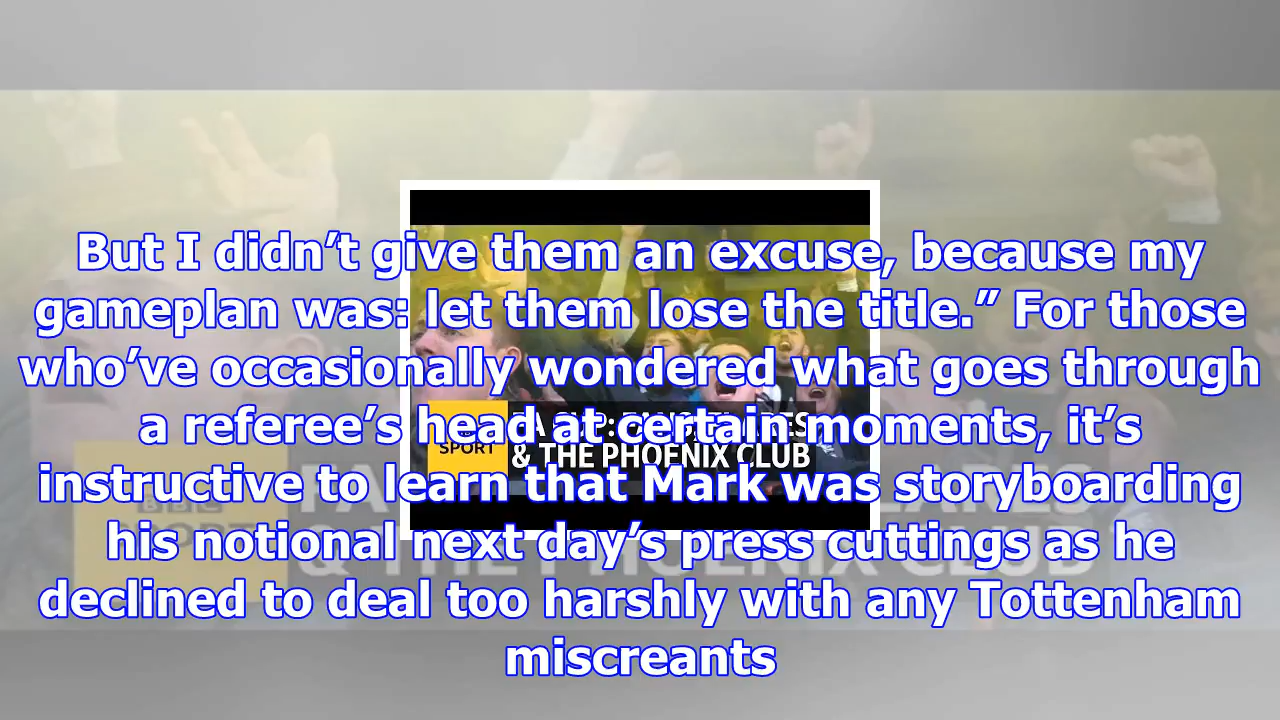 But I didn’t give them an excuse, because my
gameplan was: let them lose the title.” For those
who’ve occasionally wondered what goes through
a referee’s head at certain moments, it’s
instructive to learn that Mark was storyboarding
his notional next day’s press cuttings as he
declined to deal too harshly with any Tottenham
miscreants
SPORT
& THE PHOENIX CLUB